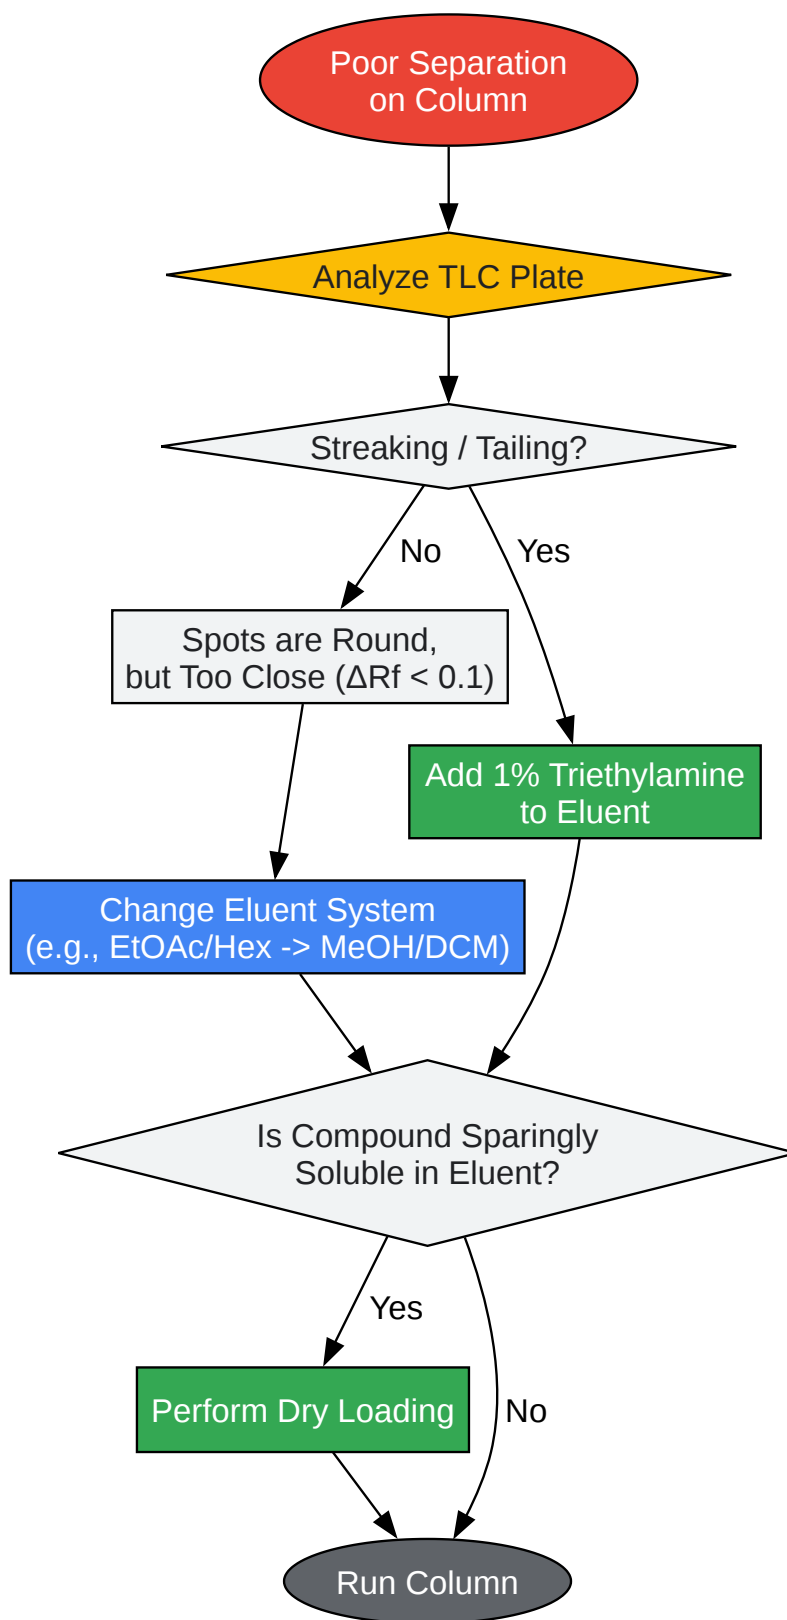 Poor Separation
on Column
Analyze TLC Plate
Streaking / Tailing?
No
Yes
Spots are Round,
but Too Close (ΔRf < 0.1)
Add 1% Triethylamine
to Eluent
Change Eluent System
(e.g., EtOAc/Hex -> MeOH/DCM)
Is Compound Sparingly
Soluble in Eluent?
Yes
Perform Dry Loading
No
Run Column